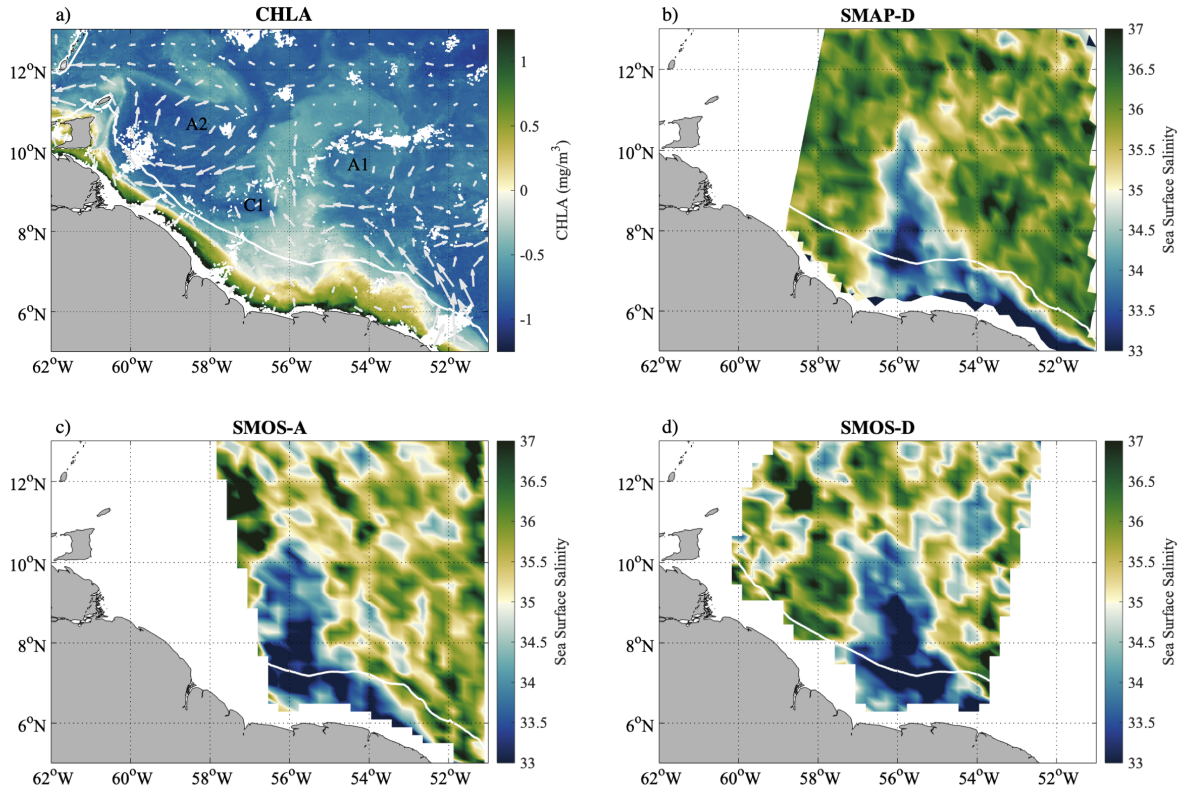 a) CHLA
12°N
10°N
8°N
6°N
62°W 60°W 58°W 56°W 54°W 52°W
A2
A1
C1
1
0.5
0
-0.5
-1
CHLA (mg/m³)
b) SMAP-D
12°N
10°N
8°N
6°N
62°W 60°W 58°W 56°W 54°W 52°W
37
36.5
36
35.5
35
34.5
34
33.5
33
Sea Surface Salinity
c) SMOS-A
12°N
10°N
8°N
6°N
62°W 60°W 58°W 56°W 54°W 52°W
37
36.5
36
35.5
35
34.5
34
33.5
33
Sea Surface Salinity
d) SMOS-D
12°N
10°N
8°N
6°N
62°W 60°W 58°W 56°W 54°W 52°W
37
36.5
36
35.5
35
34.5
34
33.5
33
Sea Surface Salinity